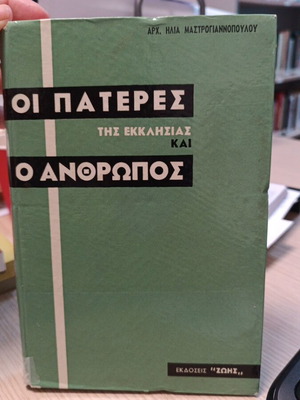 ΑΡΧ. ΗΛΙΑ ΜΑΣΤΡΟΓΙΑΝΝΟΠΟΥΛΟΥ
ΟΙ ΠΑΤΕΡΕΣ
ΤΗΣ ΕΚΚΛΗΣΙΑΣ
ΚΑΙ
Ο ΑΝΘΡΩΠΟΣ
ΕΚΔΟΣΕΙΣ "ΖΩΗΣ"